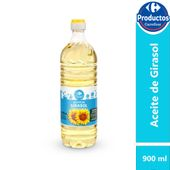 Productos
Carrefour
GIRASOL
Aceite de Girasol
900 ml